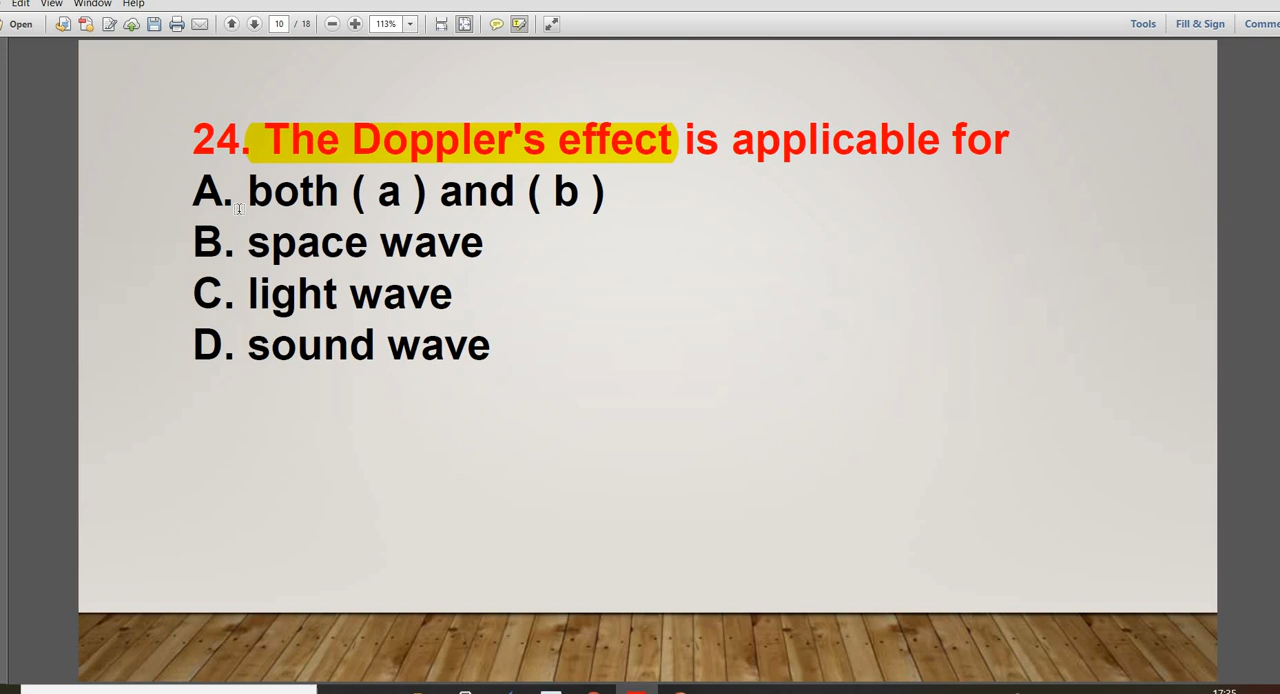 Edit View Window Help
Open 10 / 18 113% Tools Fill & Sign Comme
24. The Doppler's effect is applicable for
A. both ( a ) and ( b )
B. space wave
C. light wave
D. sound wave